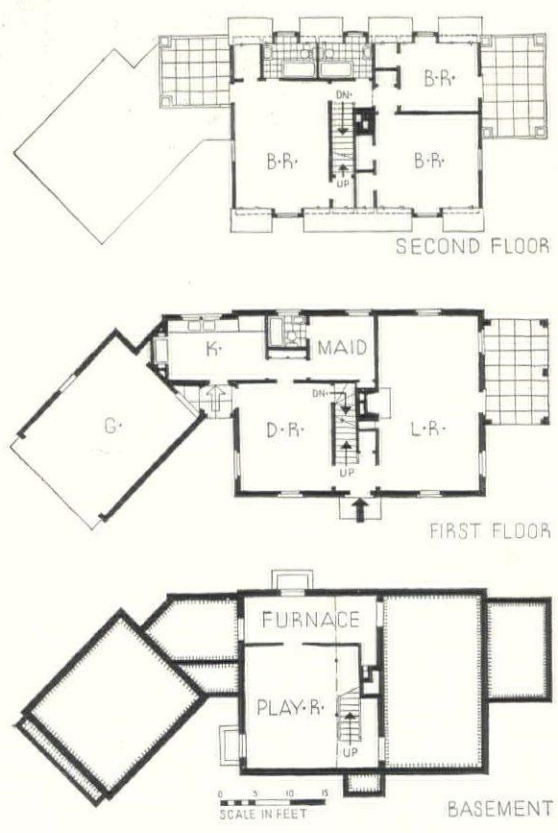 B·R·
DN·
B·R·
B·R·
UP
SECOND FLOOR
K·
MAID
DN·
G·
D·R·
L·R·
UP
FIRST FLOOR
FURNACE
PLAY·R·
UP
0 5 10 15
SCALE IN FEET
BASEMENT